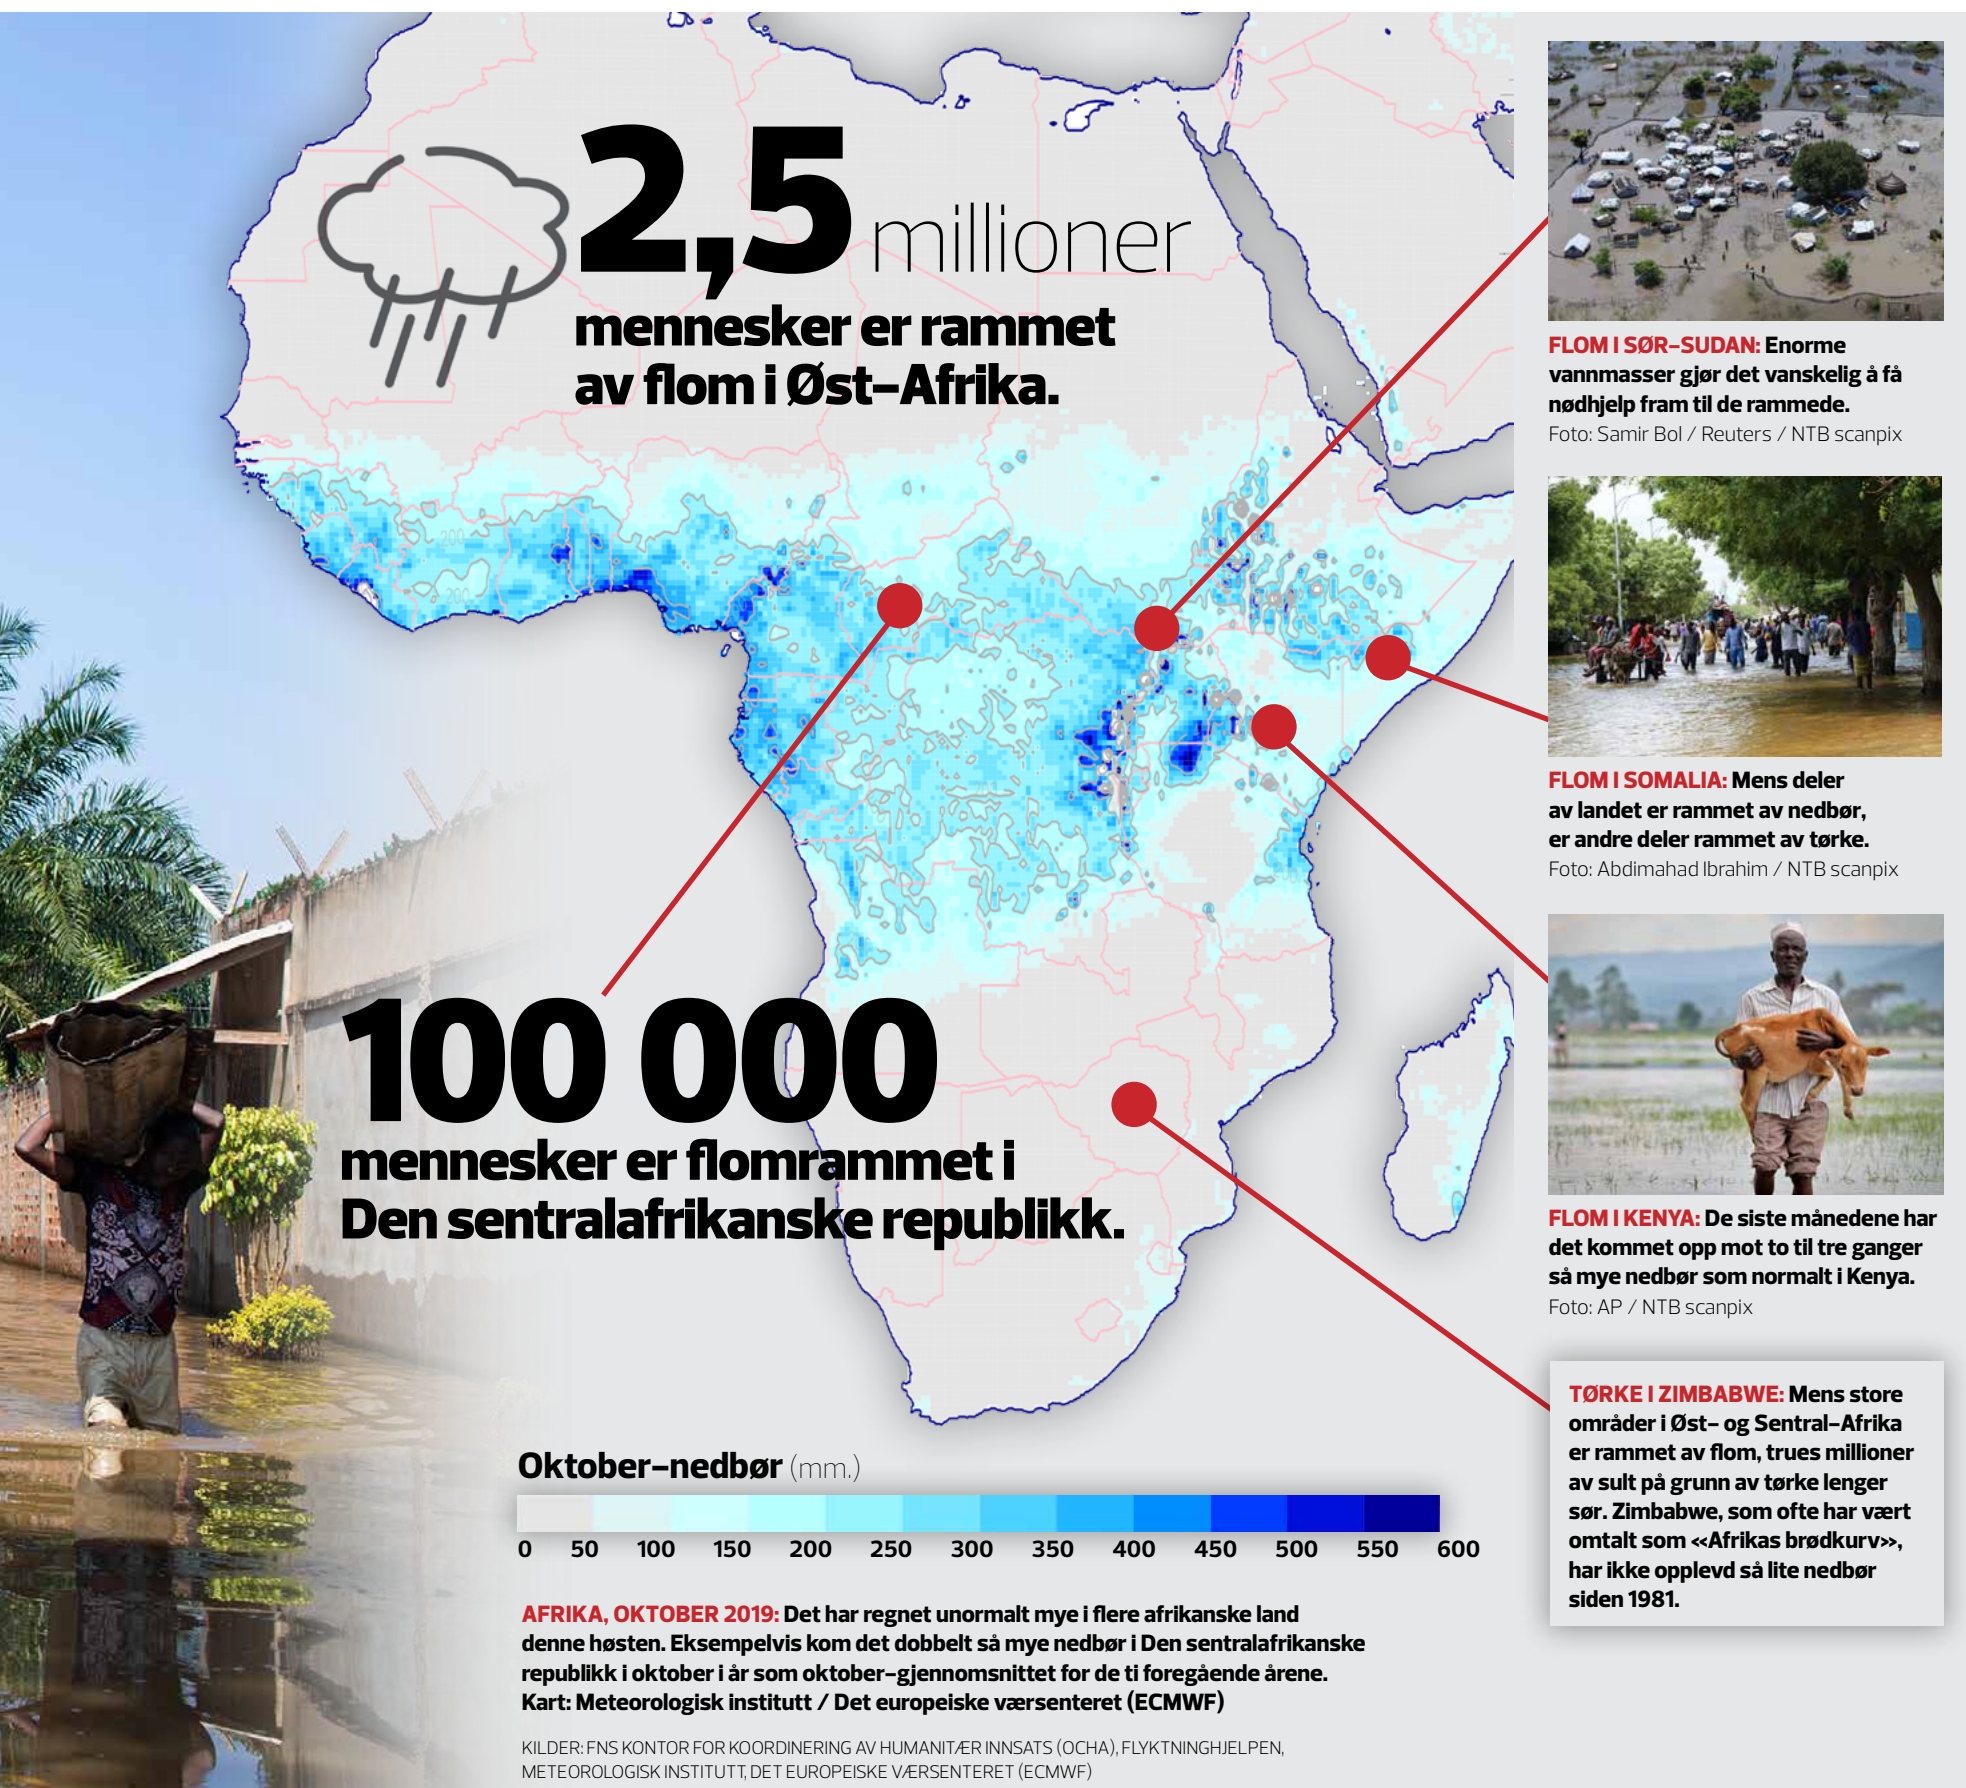 2,5 millioner
mennesker er rammet
av flom i Øst-Afrika.
100 000
mennesker er flomrammet i
Den sentralafrikanske republikk.
200
200
FLOM I SØR-SUDAN: Enorme
vannmasser gjør det vanskelig å få
nødhjelp fram til de rammede.
Foto: Samir Bol / Reuters / NTB scanpix
FLOM I SOMALIA: Mens deler
av landet er rammet av nedbør,
er andre deler rammet av tørke.
Foto: Abdimahad Ibrahim / NTB scanpix
FLOM I KENYA: De siste månedene har
det kommet opp mot to til tre ganger
så mye nedbør som normalt i Kenya.
Foto: AP / NTB scanpix
TØRKE I ZIMBABWE: Mens store
områder i Øst- og Sentral-Afrika
er rammet av flom, trues millioner
av sult på grunn av tørke lenger
sør. Zimbabwe, som ofte har vært
omtalt som «Afrikas brødkurv»,
har ikke opplevd så lite nedbør
siden 1981.
Oktober-nedbør (mm.)
0 50 100 150 200 250 300 350 400 450 500 550 600
AFRIKA, OKTOBER 2019: Det har regnet unormalt mye i flere afrikanske land
denne høsten. Eksempelvis kom det dobbelt så mye nedbør i Den sentralafrikanske
republikk i oktober i år som oktober-gjennomsnittet for de ti foregående årene.
Kart: Meteorologisk institutt / Det europeiske værsenteret (ECMWF)
KILDER: FNS KONTOR FOR KOORDINERING AV HUMANITÆR INNSATS (OCHA), FLYKTNINGHJELPEN,
METEOROLOGISK INSTITUTT, DET EUROPEISKE VÆRSENTERET (ECMWF)